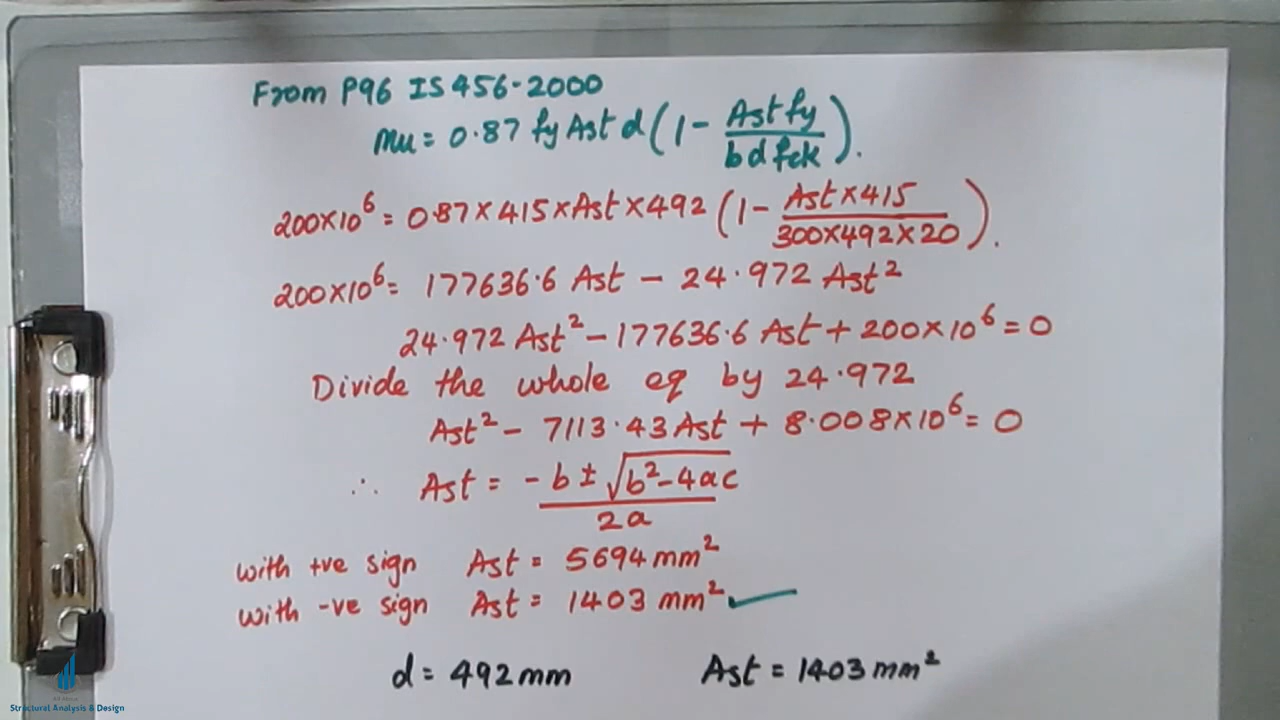 From P96 IS 456-2000
Mu = 0.87 fy Ast d (1 - Ast fy / b d fck).
200×10⁶ = 0.87×415×Ast×492 (1 - Ast×415 / 300×492×20).
200×10⁶ = 177636.6 Ast - 24.972 Ast²
24.972 Ast² - 177636.6 Ast + 200×10⁶ = 0
Divide the whole eq by 24.972
Ast² - 7113.43 Ast + 8.008×10⁶ = 0
∴ Ast = -b ± √b²-4ac / 2a
with +ve sign Ast = 5694 mm²
with -ve sign Ast = 1403 mm² ✓
d = 492 mm Ast = 1403 mm²
Structural Analysis & Design